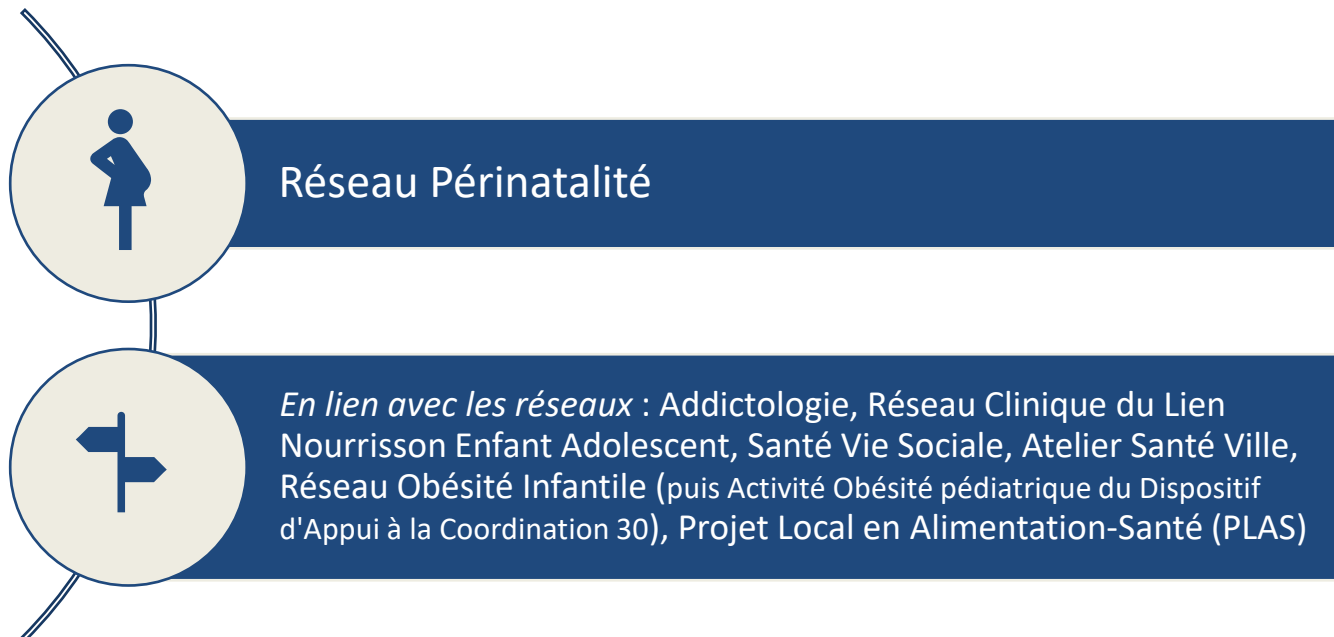 Réseau Périnatalité
En lien avec les réseaux : Addictologie, Réseau Clinique du Lien
Nourrisson Enfant Adolescent, Santé Vie Sociale, Atelier Santé Ville,
Réseau Obésité Infantile (puis Activité Obésité pédiatrique du Dispositif
d'Appui à la Coordination 30), Projet Local en Alimentation-Santé (PLAS)